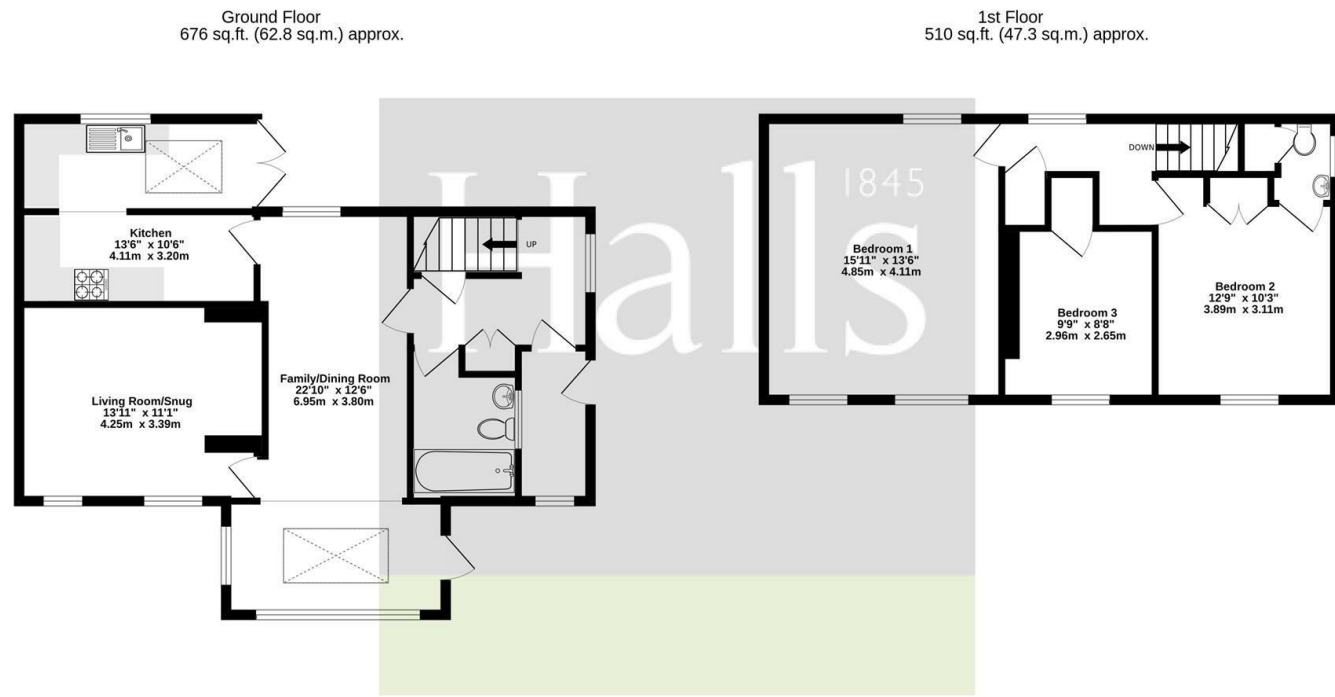 Ground Floor
676 sq.ft. (62.8 sq.m.) approx.
1st Floor
510 sq.ft. (47.3 sq.m.) approx.
Halls
1845
Kitchen
13'6" x 10'6"
4.11m x 3.20m
UP
Family/Dining Room
22'10" x 12'6"
6.95m x 3.80m
Living Room/Snug
13'11" x 11'1"
4.25m x 3.39m
DOWN
Bedroom 1
15'11" x 13'6"
4.85m x 4.11m
Bedroom 2
12'9" x 10'3"
3.89m x 3.11m
Bedroom 3
9'9" x 8'8"
2.96m x 2.65m